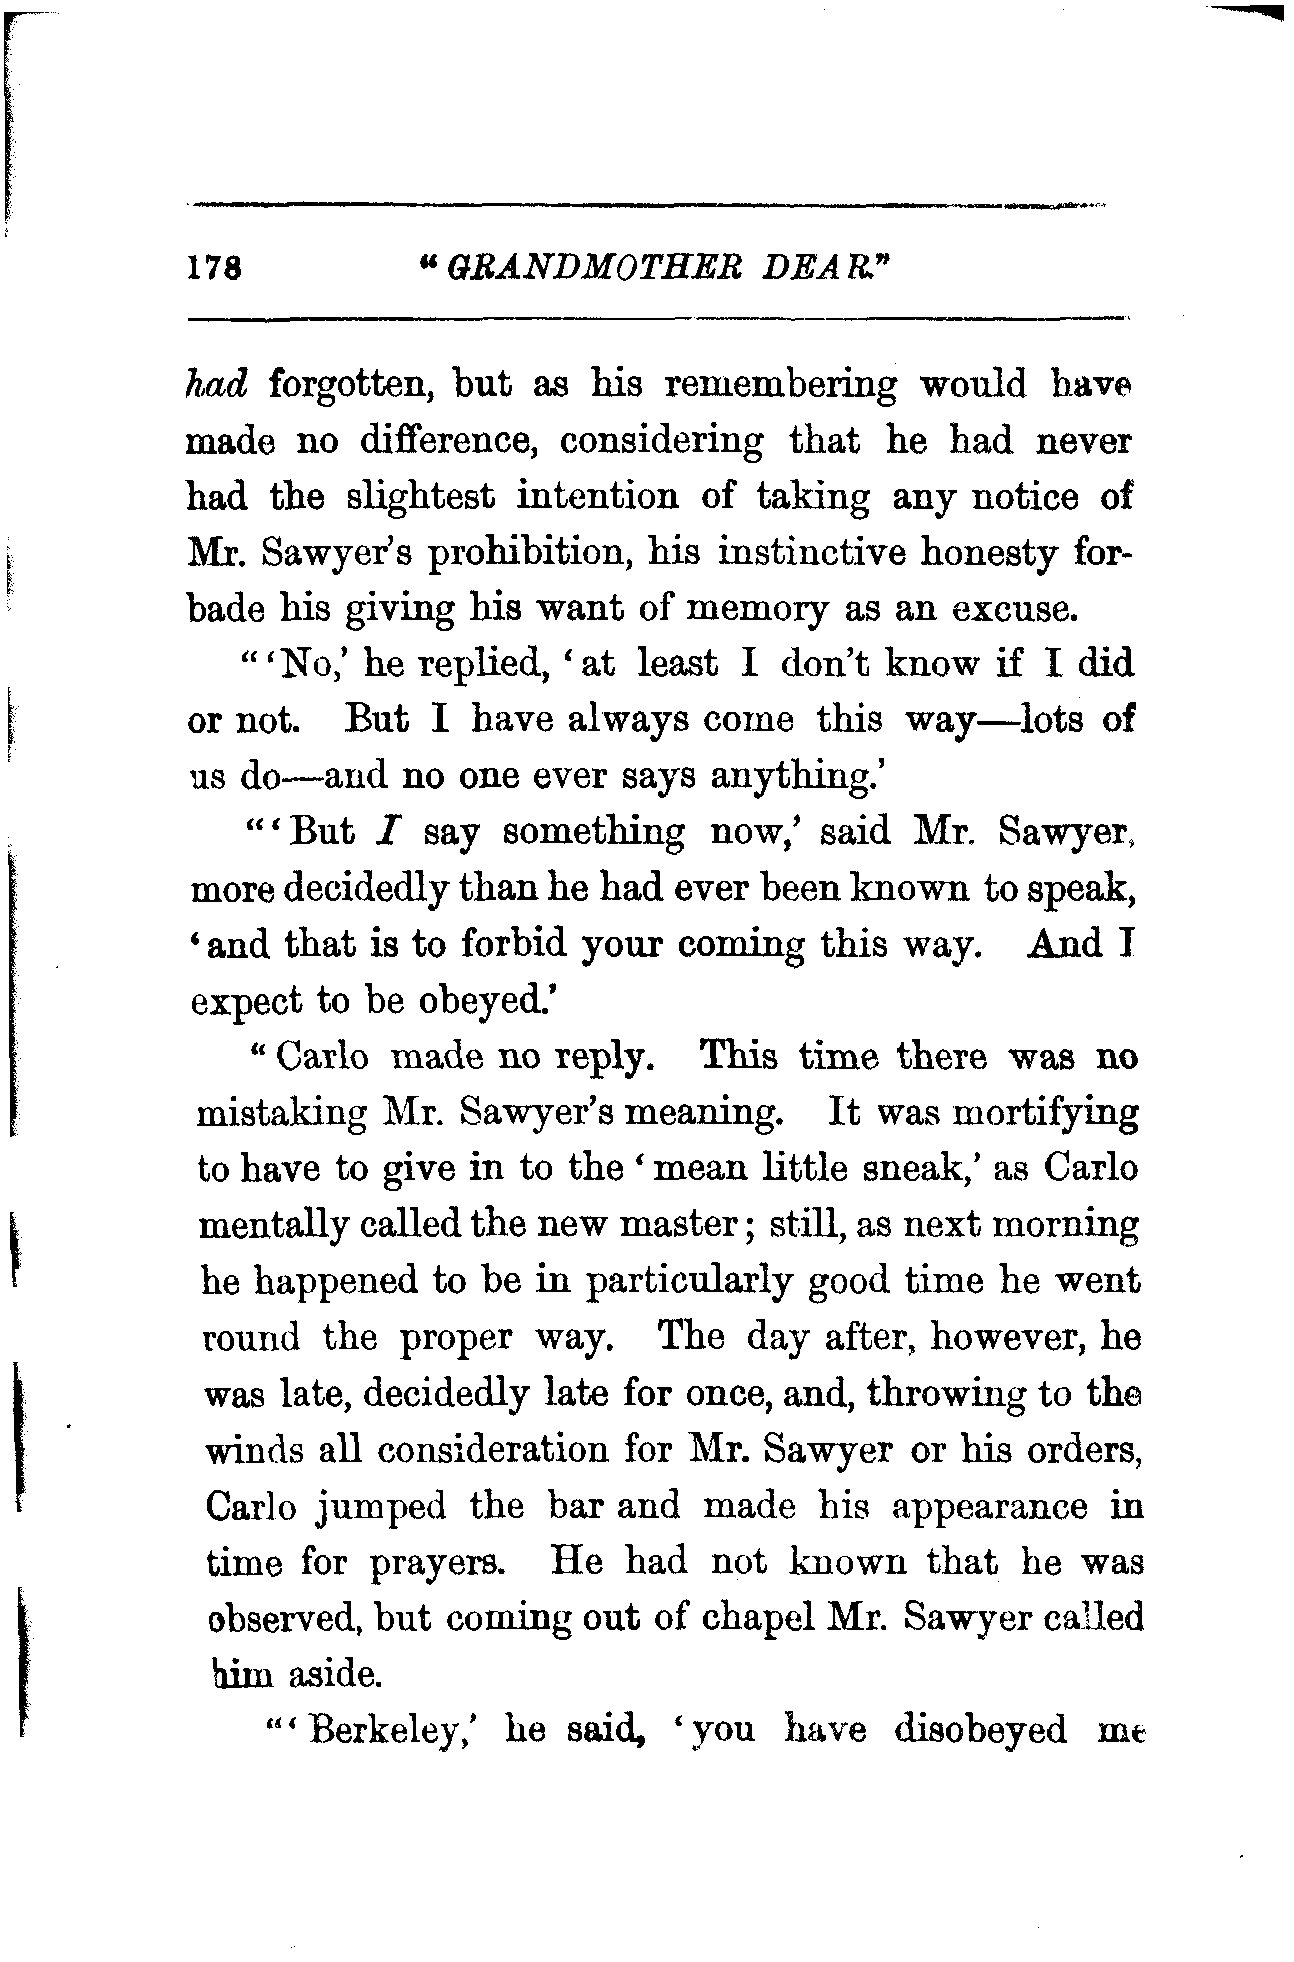 178 "GRANDMOTHER DEAR."
had forgotten, but as his remembering would have
made no difference, considering that he had never
had the slightest intention of taking any notice of
Mr. Sawyer's prohibition, his instinctive honesty for-
bade his giving his want of memory as an excuse.
"'No,' he replied, 'at least I don't know if I did
or not. But I have always come this way—lots of
us do—and no one ever says anything.'
"'But I say something now,' said Mr. Sawyer,
more decidedly than he had ever been known to speak,
'and that is to forbid your coming this way. And I
expect to be obeyed.'
"Carlo made no reply. This time there was no
mistaking Mr. Sawyer's meaning. It was mortifying
to have to give in to the 'mean little sneak,' as Carlo
mentally called the new master; still, as next morning
he happened to be in particularly good time he went
round the proper way. The day after, however, he
was late, decidedly late for once, and, throwing to the
winds all consideration for Mr. Sawyer or his orders,
Carlo jumped the bar and made his appearance in
time for prayers. He had not known that he was
observed, but coming out of chapel Mr. Sawyer called
him aside.
"'Berkeley,' he said, 'you have disobeyed me